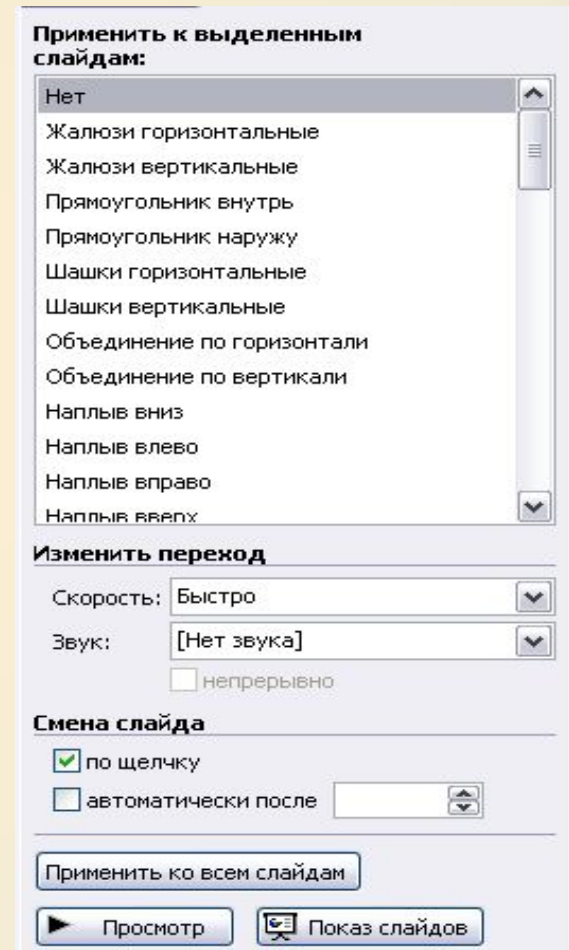 Применить к выделенным
слайдам:
Нет
Жалюзи горизонтальные
Жалюзи вертикальные
Прямоугольник внутрь
Прямоугольник наружу
Шашки горизонтальные
Шашки вертикальные
Объединение по горизонтали
Объединение по вертикали
Наплыв вниз
Наплыв влево
Наплыв вправо
Наплыв вверх
Изменить переход
Скорость: Быстро
Звук: [Нет звука]
непрерывно
Смена слайда
по щелчку
автоматически после
Применить ко всем слайдам
Просмотр Показ слайдов